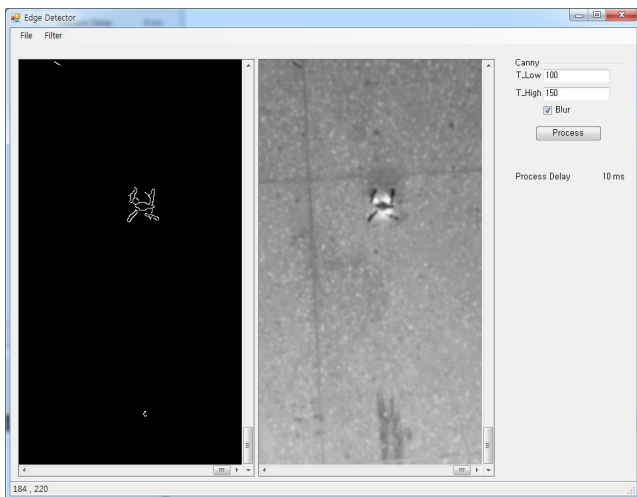 Edge Detector
File Filter
Canny
T_Low 100
T_High 150
Blur
Process
Process Delay 10 ms
184 , 220